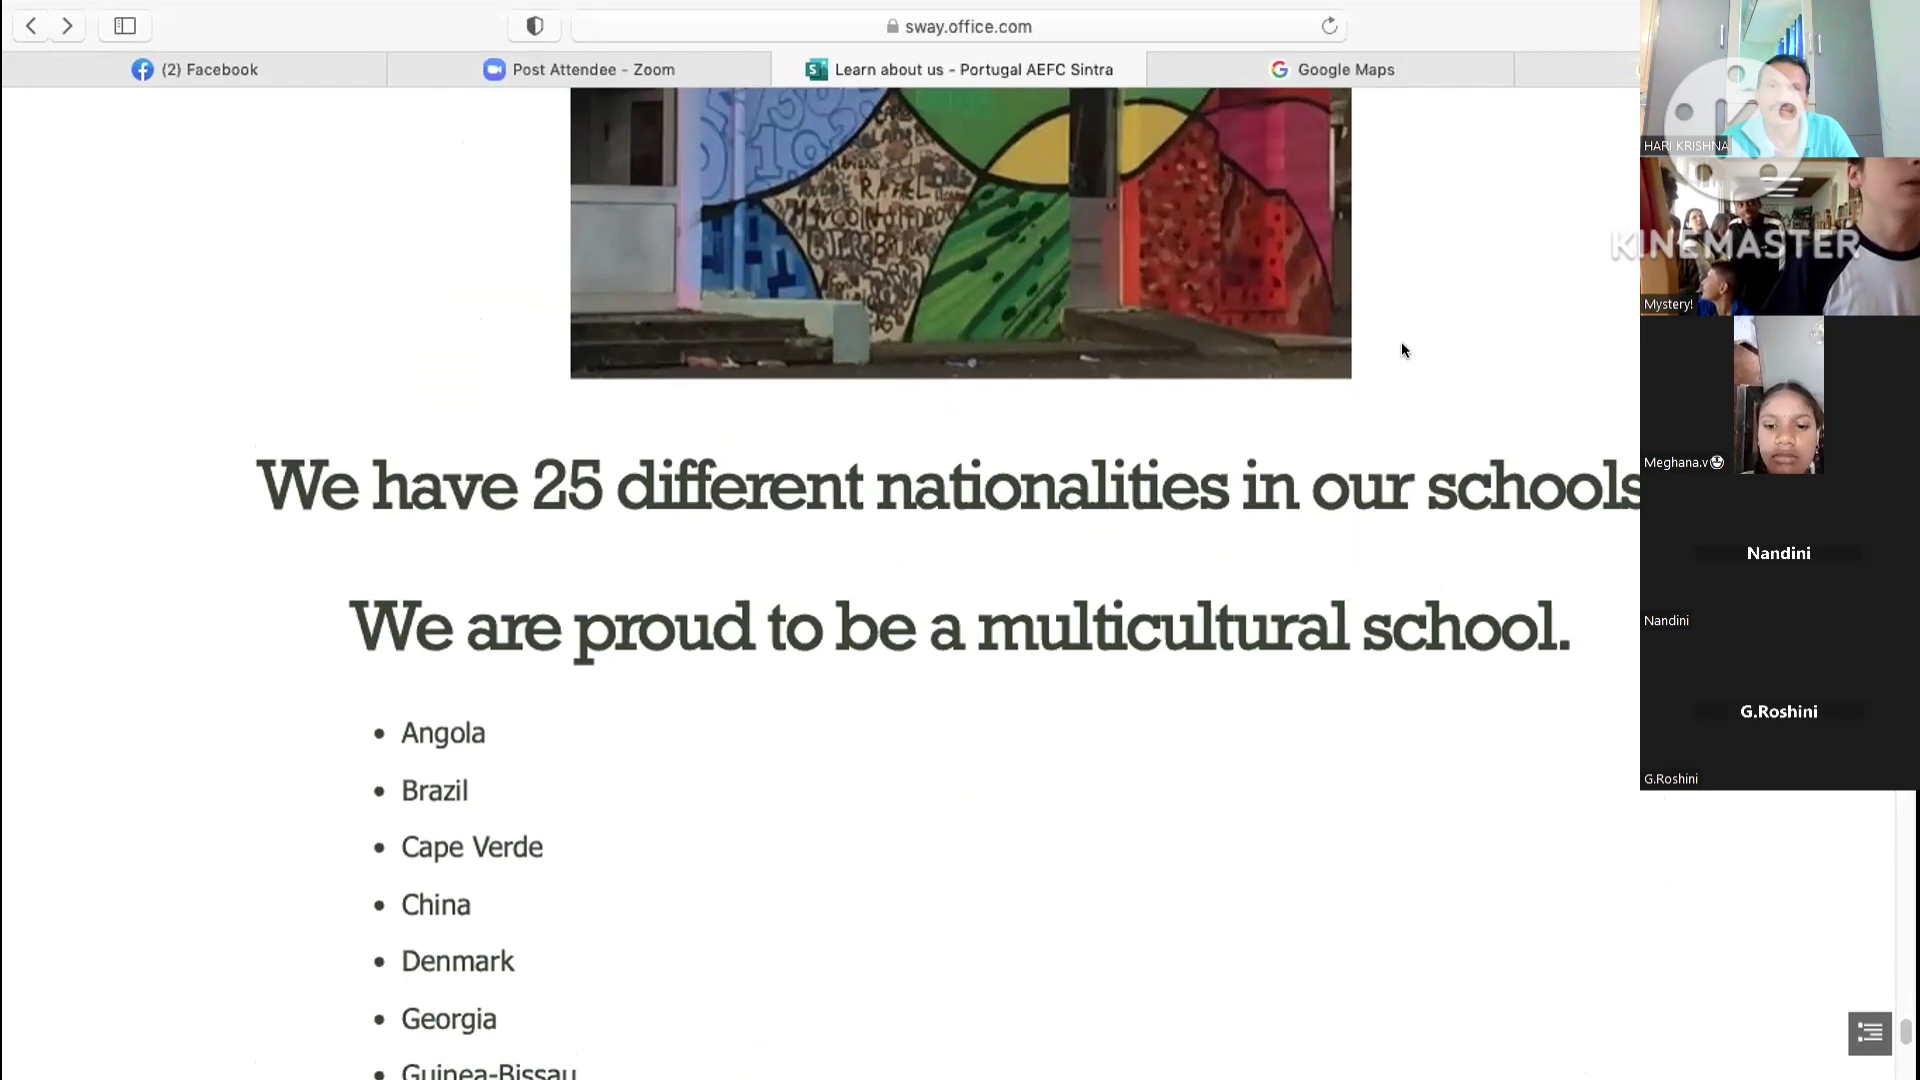 sway.office.com
(2) Facebook
Post Attendee - Zoom
Learn about us - Portugal AEFC Sintra
Google Maps
HARI KRISHNA
KINEMASTER
Mystery!
Meghana.v
RAFAEL
We have 25 different nationalities in our schools
Nandini
Nandini
We are proud to be a multicultural school.
G.Roshini
G.Roshini
• Angola
• Brazil
• Cape Verde
• China
• Denmark
• Georgia
• Guinea-Bissau